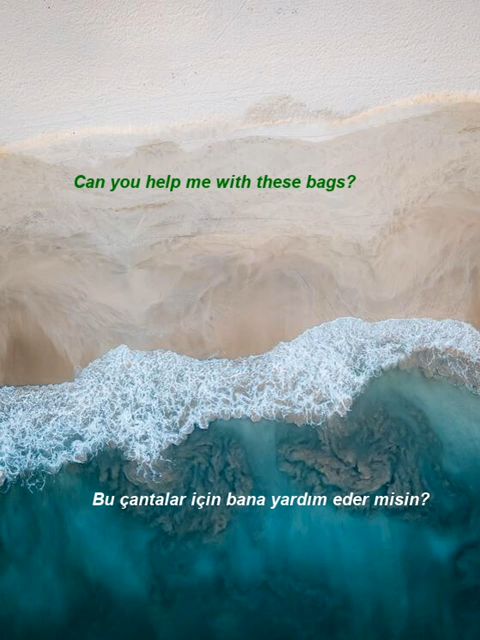 Can you help me with these bags?
Bu çantalar için bana yardım eder misin?